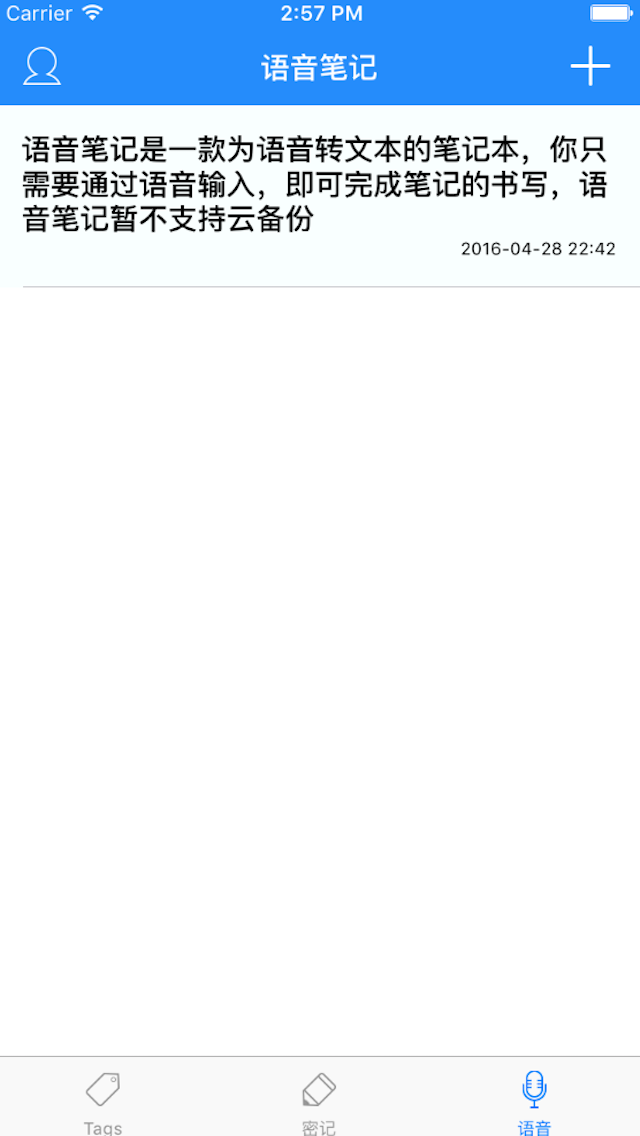 Carrier 2:57 PM
语音笔记
语音笔记是一款为语音转文本的笔记本，你只
需要通过语音输入，即可完成笔记的书写，语
音笔记暂不支持云备份
2016-04-28 22:42
Tags 密记 语音